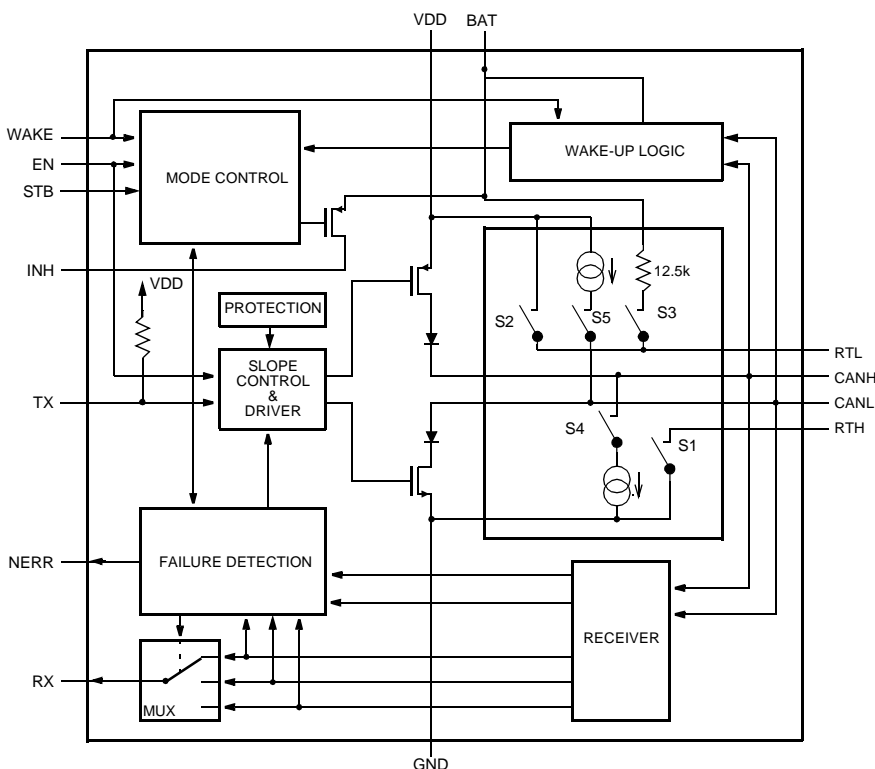 VDD BAT
WAKE
EN
STB
MODE CONTROL
WAKE-UP LOGIC
INH
VDD
12.5k
PROTECTION
S2
S5
S3
SLOPE
CONTROL
&
DRIVER
TX
RTL
CANH
CANL
RTH
S4
S1
NERR
FAILURE DETECTION
RECEIVER
RX
MUX
GND